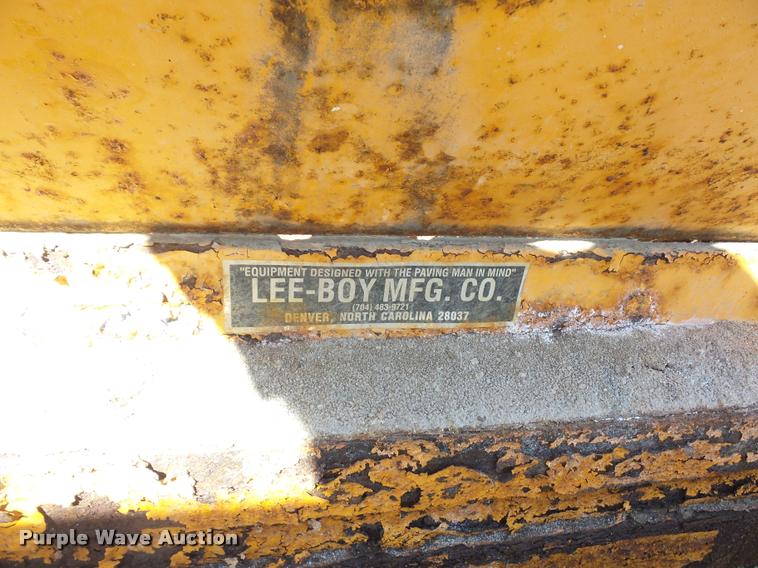 "EQUIPMENT DESIGNED WITH THE PAVING MAN IN MIND"
LEE-BOY MFG. CO.
(704) 483-9721
DENVER, NORTH CAROLINA 28037
Purple Wave Auction